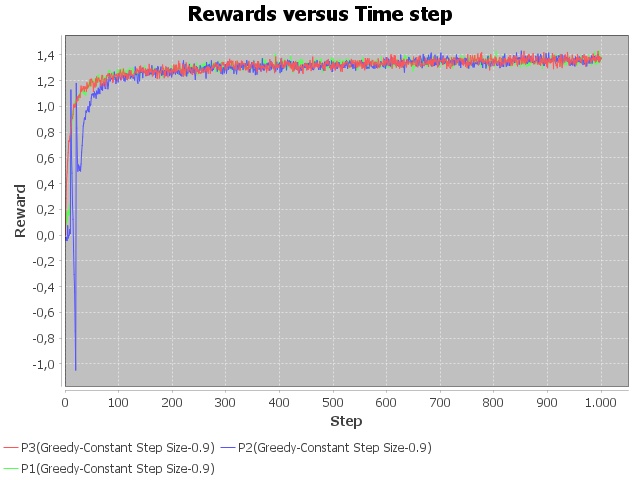 Rewards versus Time step
1,4
1,2
1,0
0,8
0,6
0,4
0,2
0,0
-0,2
-0,4
-0,6
-0,8
-1,0
Reward
0 100 200 300 400 500 600 700 800 900 1.000
Step
P3(Greedy-Constant Step Size-0.9) P2(Greedy-Constant Step Size-0.9)
P1(Greedy-Constant Step Size-0.9)